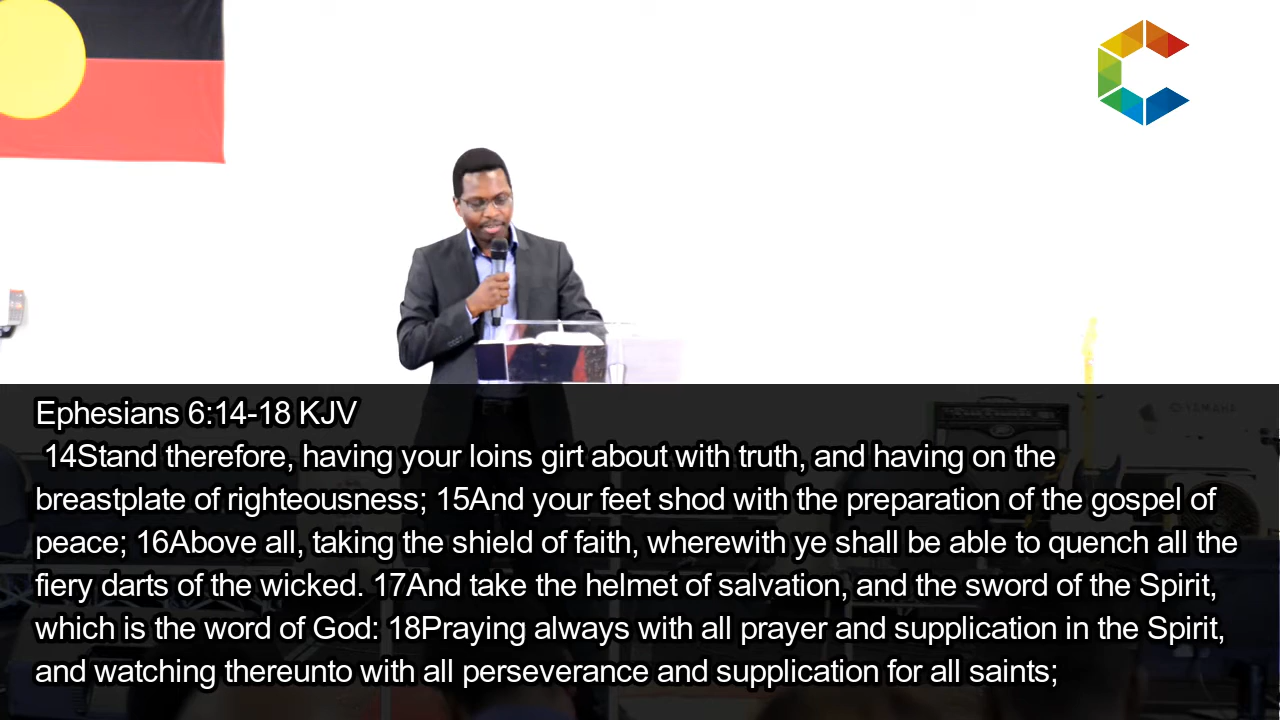 Ephesians 6:14-18 KJV
14Stand therefore, having your loins girt about with truth, and having on the
breastplate of righteousness; 15And your feet shod with the preparation of the gospel of
peace; 16Above all, taking the shield of faith, wherewith ye shall be able to quench all the
fiery darts of the wicked. 17And take the helmet of salvation, and the sword of the Spirit,
which is the word of God: 18Praying always with all prayer and supplication in the Spirit,
and watching thereunto with all perseverance and supplication for all saints;
YAMAHA